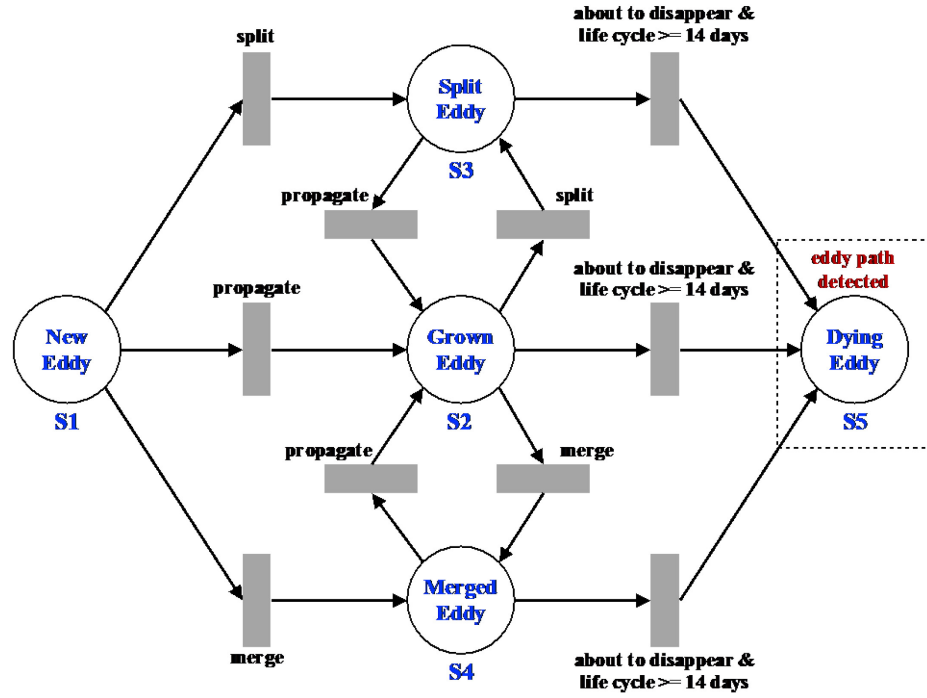 about to disappear &
life cycle >= 14 days
split
Split
Eddy
S3
propagate
split
eddy path
detected
about to disappear &
life cycle >= 14 days
propagate
New
Eddy
S1
Grown
Eddy
S2
Dying
Eddy
S5
propagate
merge
Merged
Eddy
S4
merge
about to disappear &
life cycle >= 14 days